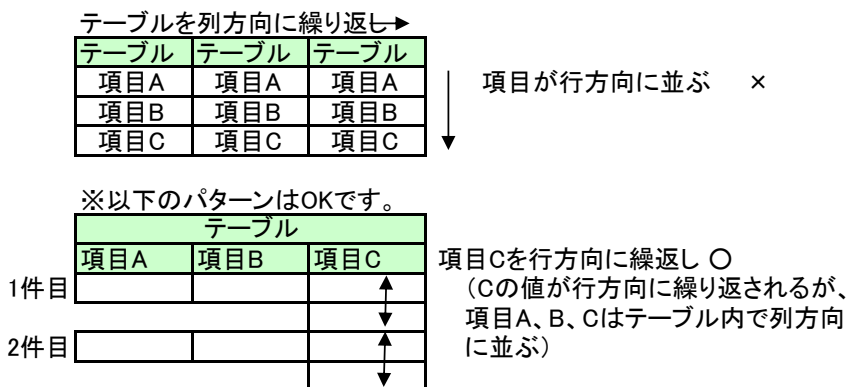 テーブルを列方向に繰り返し
テーブル テーブル テーブル
項目A 項目A 項目A 項目が行方向に並ぶ ×
項目B 項目B 項目B
項目C 項目C 項目C
※以下のパターンはOKです。
テーブル
項目A 項目B 項目C 項目Cを行方向に繰返し ○
1件目 (Cの値が行方向に繰り返されるが、
項目A、B、Cはテーブル内で列方向
2件目 に並ぶ)